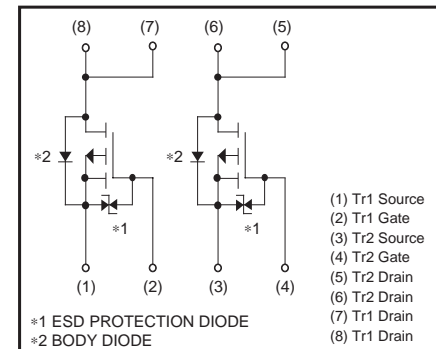 (8) (7) (6) (5)
∗2 ∗2
∗1 ∗1
(1) (2) (3) (4)
(1) Tr1 Source
(2) Tr1 Gate
(3) Tr2 Source
(4) Tr2 Gate
(5) Tr2 Drain
(6) Tr2 Drain
(7) Tr1 Drain
(8) Tr1 Drain
∗1 ESD PROTECTION DIODE
∗2 BODY DIODE